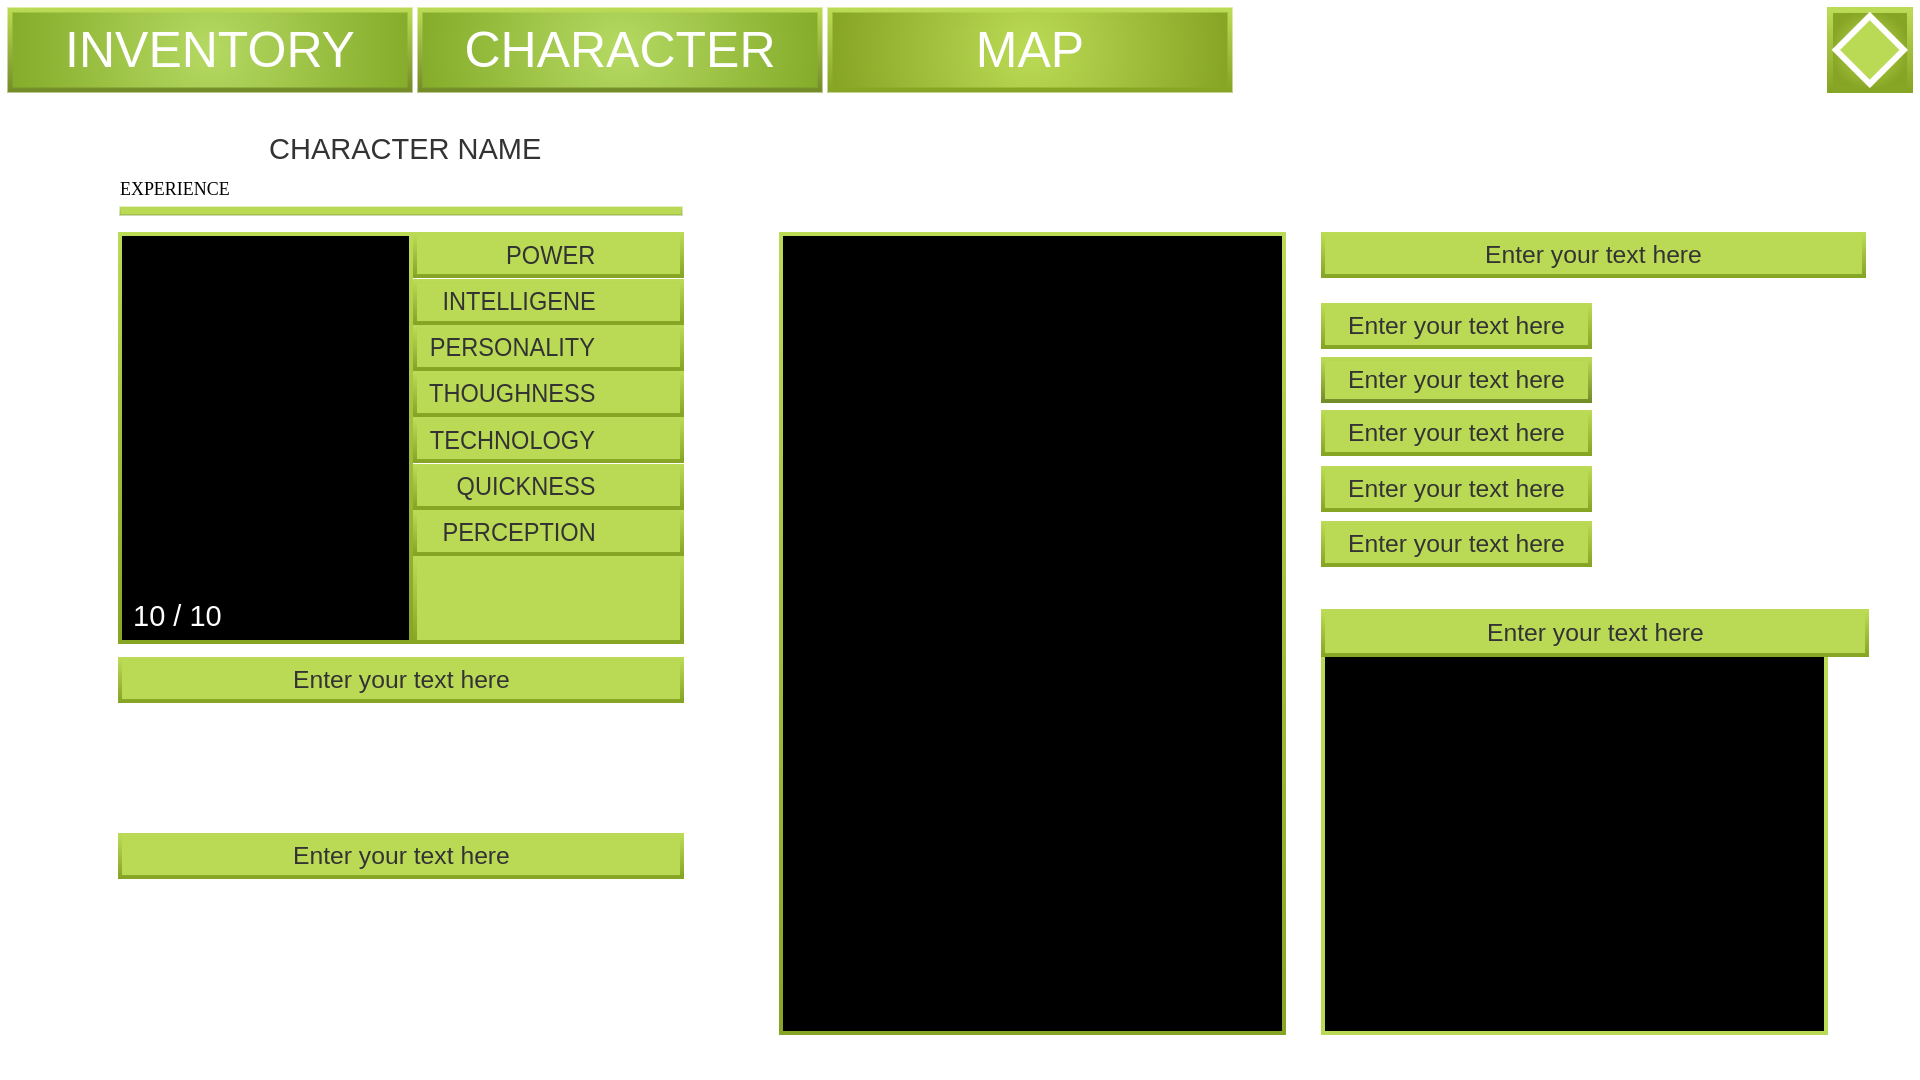 INVENTORY
CHARACTER
MAP
CHARACTER NAME
EXPERIENCE
POWER
INTELLIGENE
PERSONALITY
THOUGHNESS
TECHNOLOGY
QUICKNESS
PERCEPTION
10 / 10
Enter your text here
Enter your text here
Enter your text here
Enter your text here
Enter your text here
Enter your text here
Enter your text here
Enter your text here
Enter your text here